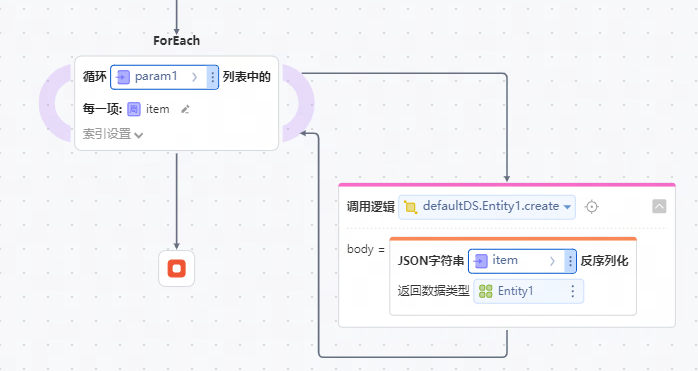 ForEach
循环 param1 列表中的
每一项: item
索引设置
调用逻辑 defaultDS.Entity1.create
body =
JSON字符串 item 反序列化
返回数据类型 Entity1